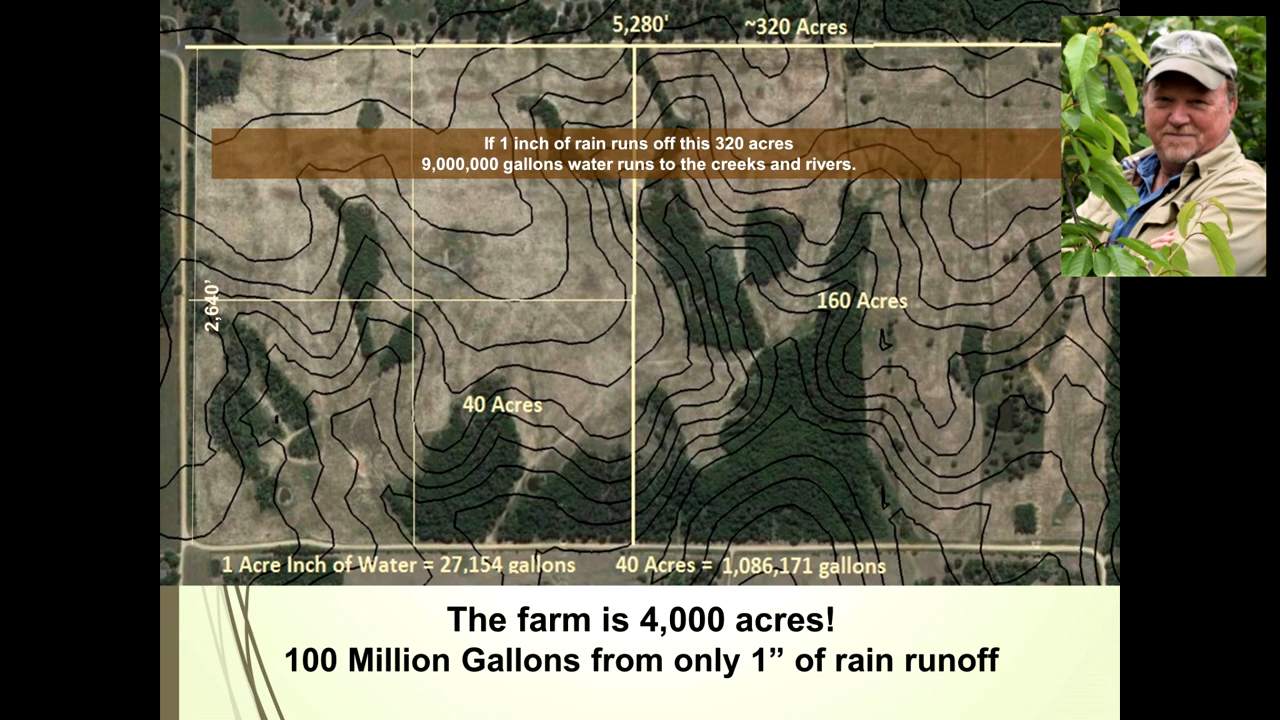 5,280' ~320 Acres
If 1 inch of rain runs off this 320 acres
9,000,000 gallons water runs to the creeks and rivers.
2,640'
160 Acres
40 Acres
1 Acre Inch of Water = 27,154 gallons 40 Acres = 1,086,171 gallons
The farm is 4,000 acres!
100 Million Gallons from only 1” of rain runoff